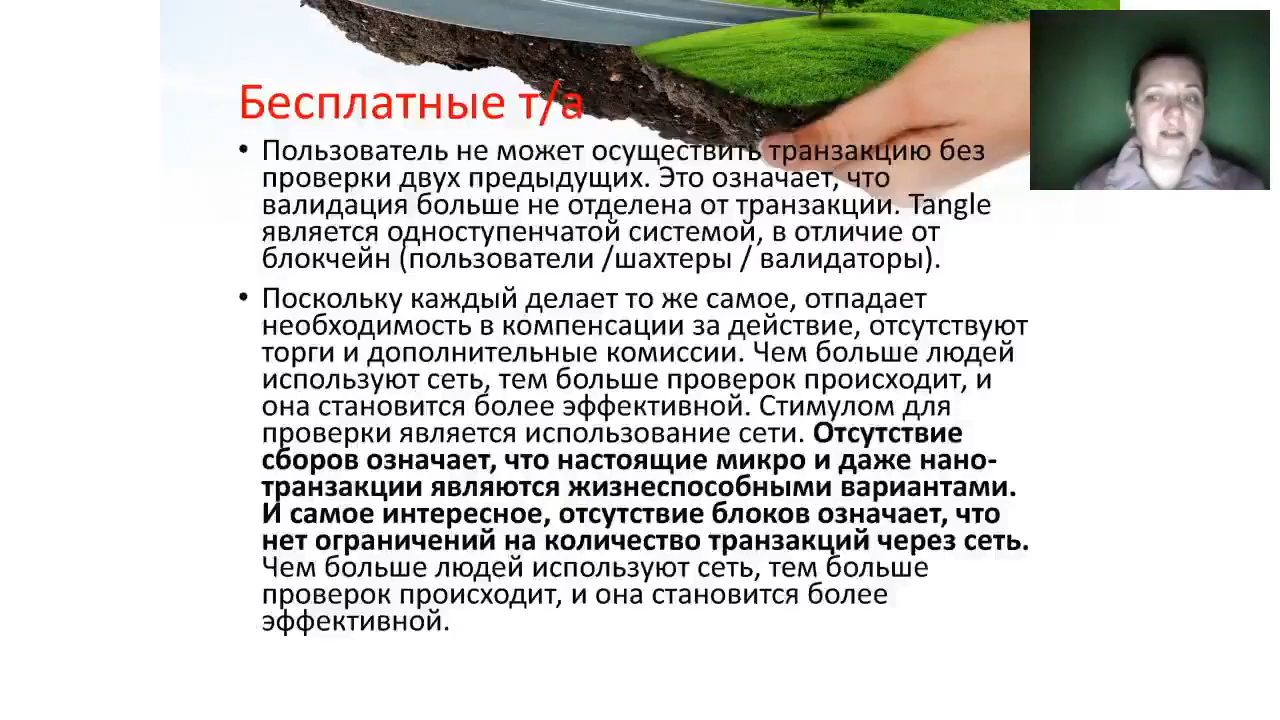 Бесплатные т/а
• Пользователь не может осуществить транзакцию без
проверки двух предыдущих. Это означает, что
валидация больше не отделена от транзакции. Tangle
является одноступенчатой системой, в отличие от
блокчейн (пользователи /шахтеры / валидаторы).
• Поскольку каждый делает то же самое, отпадает
необходимость в компенсации за действие, отсутствуют
торги и дополнительные комиссии. Чем больше людей
используют сеть, тем больше проверок происходит, и
она становится более эффективной. Стимулом для
проверки является использование сети. Отсутствие
сборов означает, что настоящие микро и даже нано-
транзакции являются жизнеспособными вариантами.
И самое интересное, отсутствие блоков означает, что
нет ограничений на количество транзакций через сеть.
Чем больше людей используют сеть, тем больше
проверок происходит, и она становится более
эффективной.